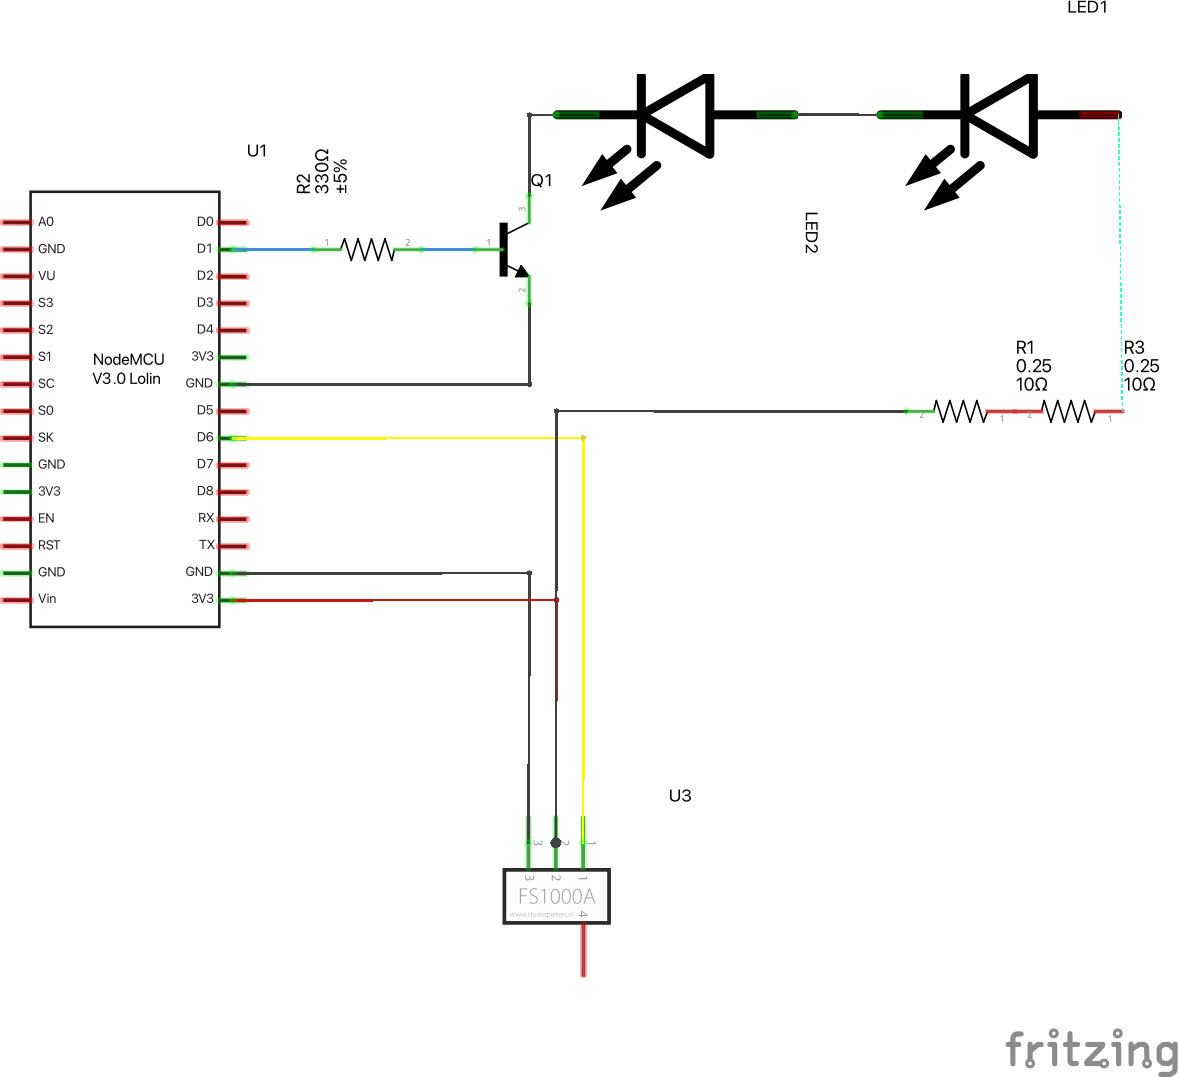 LED1
U1
R2
330Ω
±5%
Q1
3
1
2
1
2
LED2
A0
GND
VU
S3
S2
S1
SC
S0
SK
GND
3V3
EN
RST
GND
Vin
NodeMCU
V3.0 Lolin
D0
D1
D2
D3
D4
3V3
GND
D5
D6
D7
D8
RX
TX
GND
3V3
R1
0.25
10Ω
R3
0.25
10Ω
2
1
2
1
U3
3
2
1
3
2
1
FS1000A
www.studiopieters.nl
4
fritzing